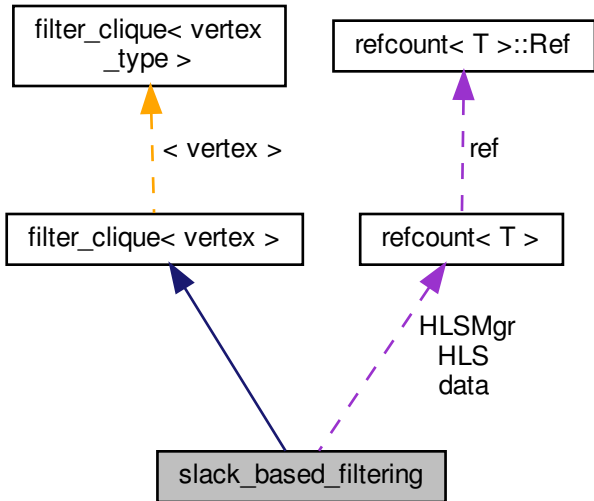 filter_clique< vertex
_type >
refcount< T >::Ref
< vertex >
ref
filter_clique< vertex >
refcount< T >
HLSMgr
HLS
data
slack_based_filtering